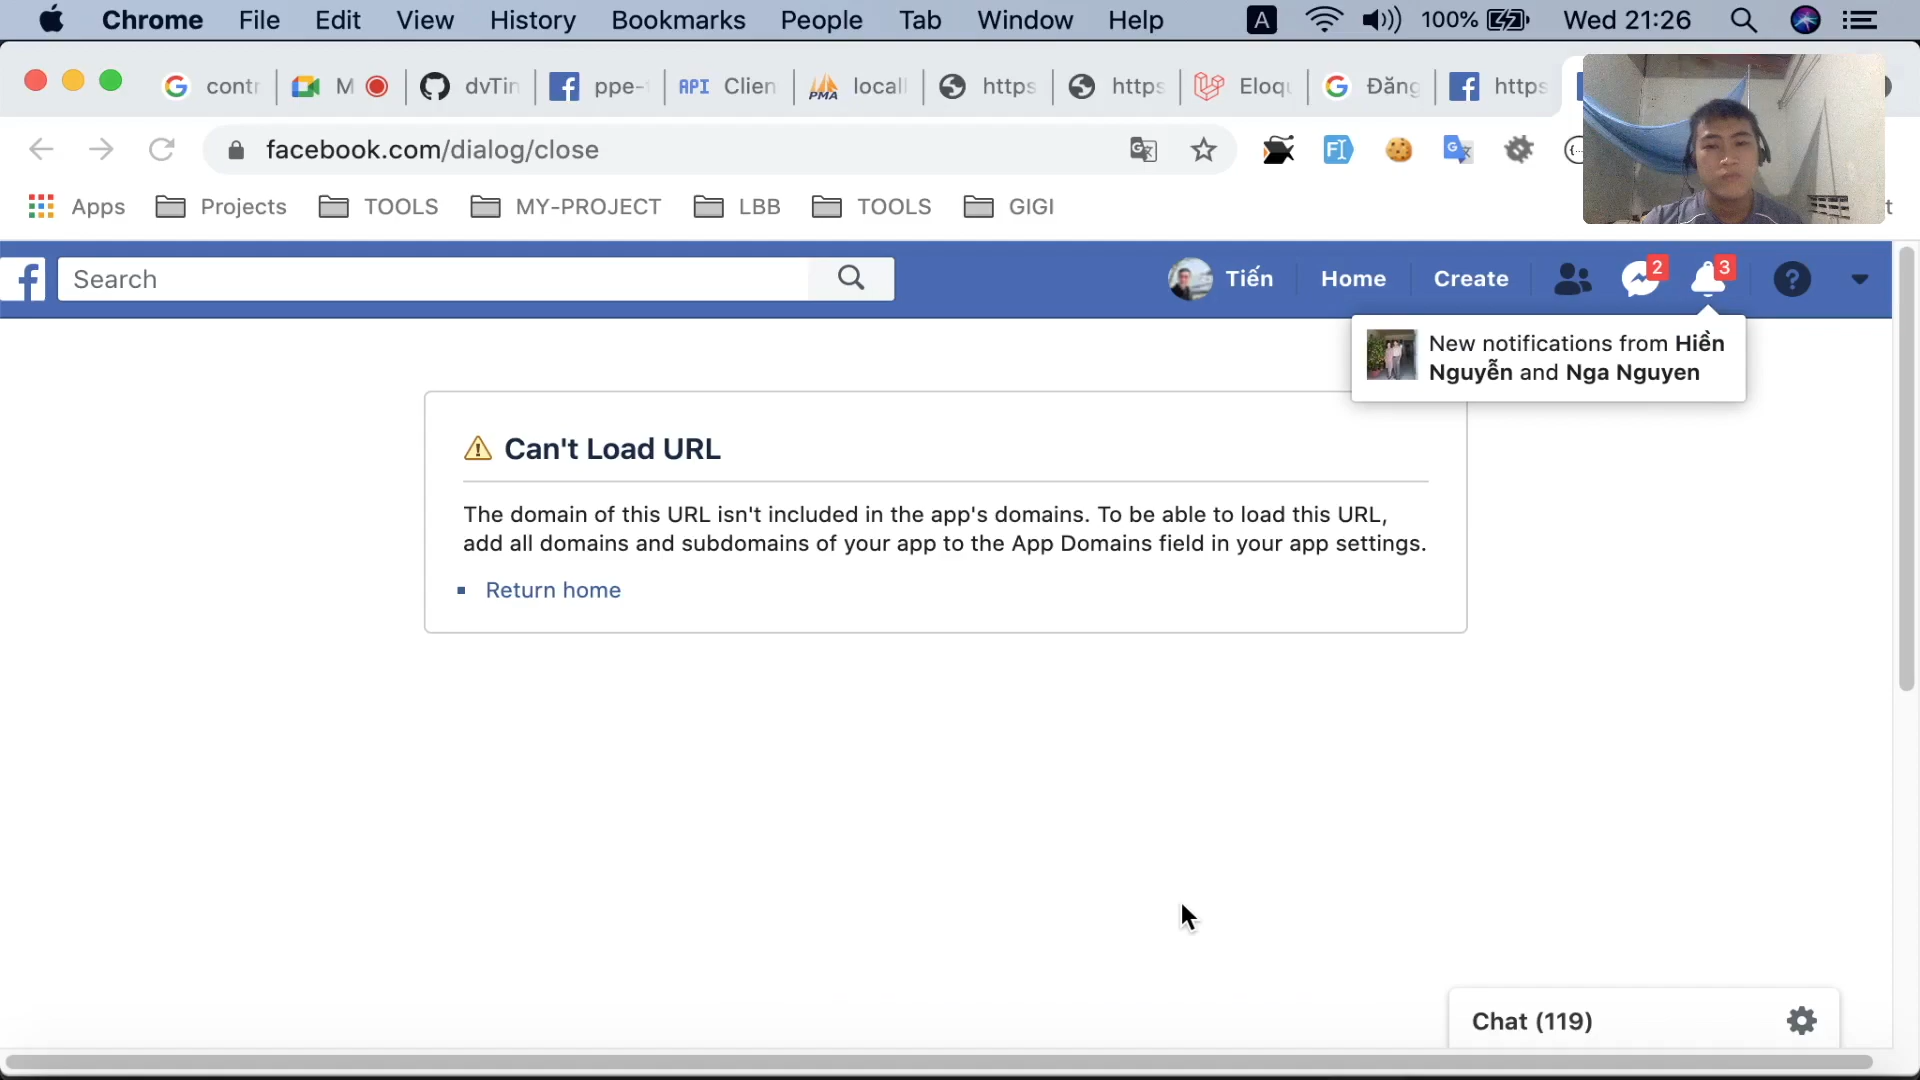 Chrome File Edit View History Bookmarks People Tab Window Help A 100% Wed 21:26
contr M dvTin ppe- API Clien PMA locall https https Eloqu Đăng https
facebook.com/dialog/close
Apps Projects TOOLS MY-PROJECT LBB TOOLS GIGI
Search Tiến Home Create 2 3
New notifications from Hiền
Nguyễn and Nga Nguyen
Can't Load URL
The domain of this URL isn't included in the app's domains. To be able to load this URL,
add all domains and subdomains of your app to the App Domains field in your app settings.
Return home
Chat (119)